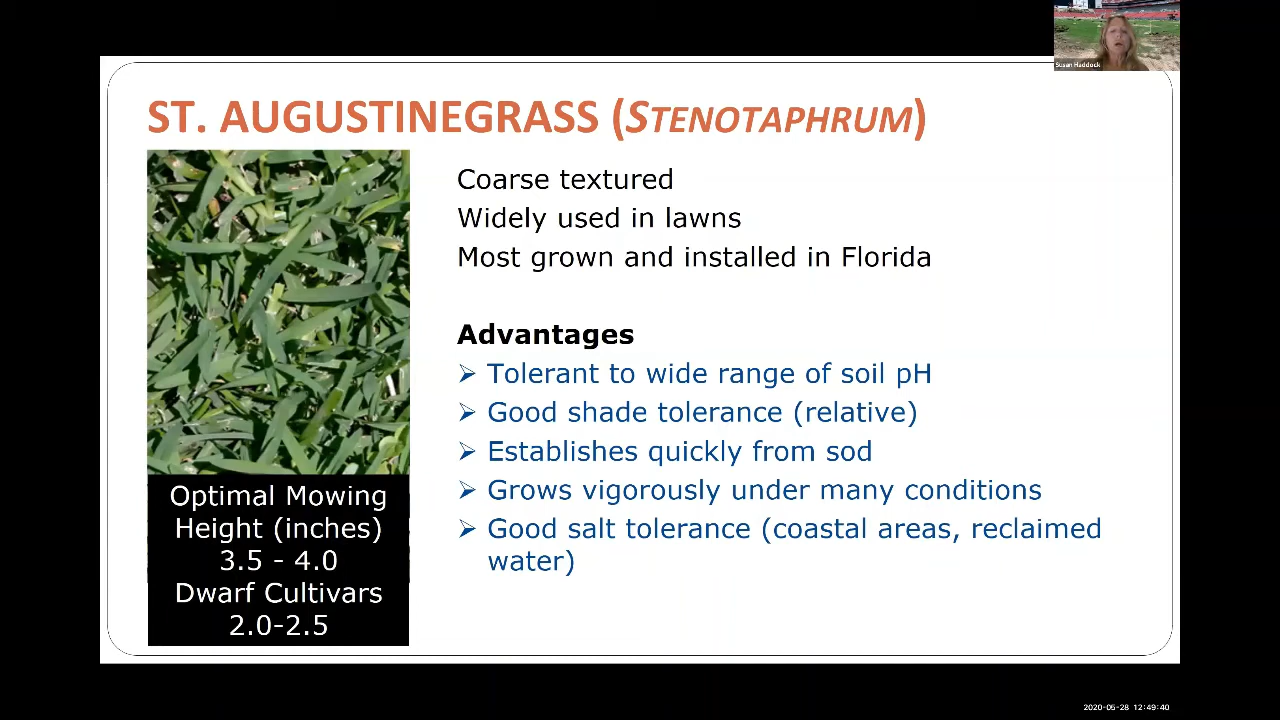 Susan Haddock
ST. AUGUSTINEGRASS (STENOTAPHRUM)
Coarse textured
Widely used in lawns
Most grown and installed in Florida
Advantages
➢ Tolerant to wide range of soil pH
➢ Good shade tolerance (relative)
➢ Establishes quickly from sod
➢ Grows vigorously under many conditions
➢ Good salt tolerance (coastal areas, reclaimed
water)
Optimal Mowing
Height (inches)
3.5 - 4.0
Dwarf Cultivars
2.0-2.5
2020-05-28 12:49:40